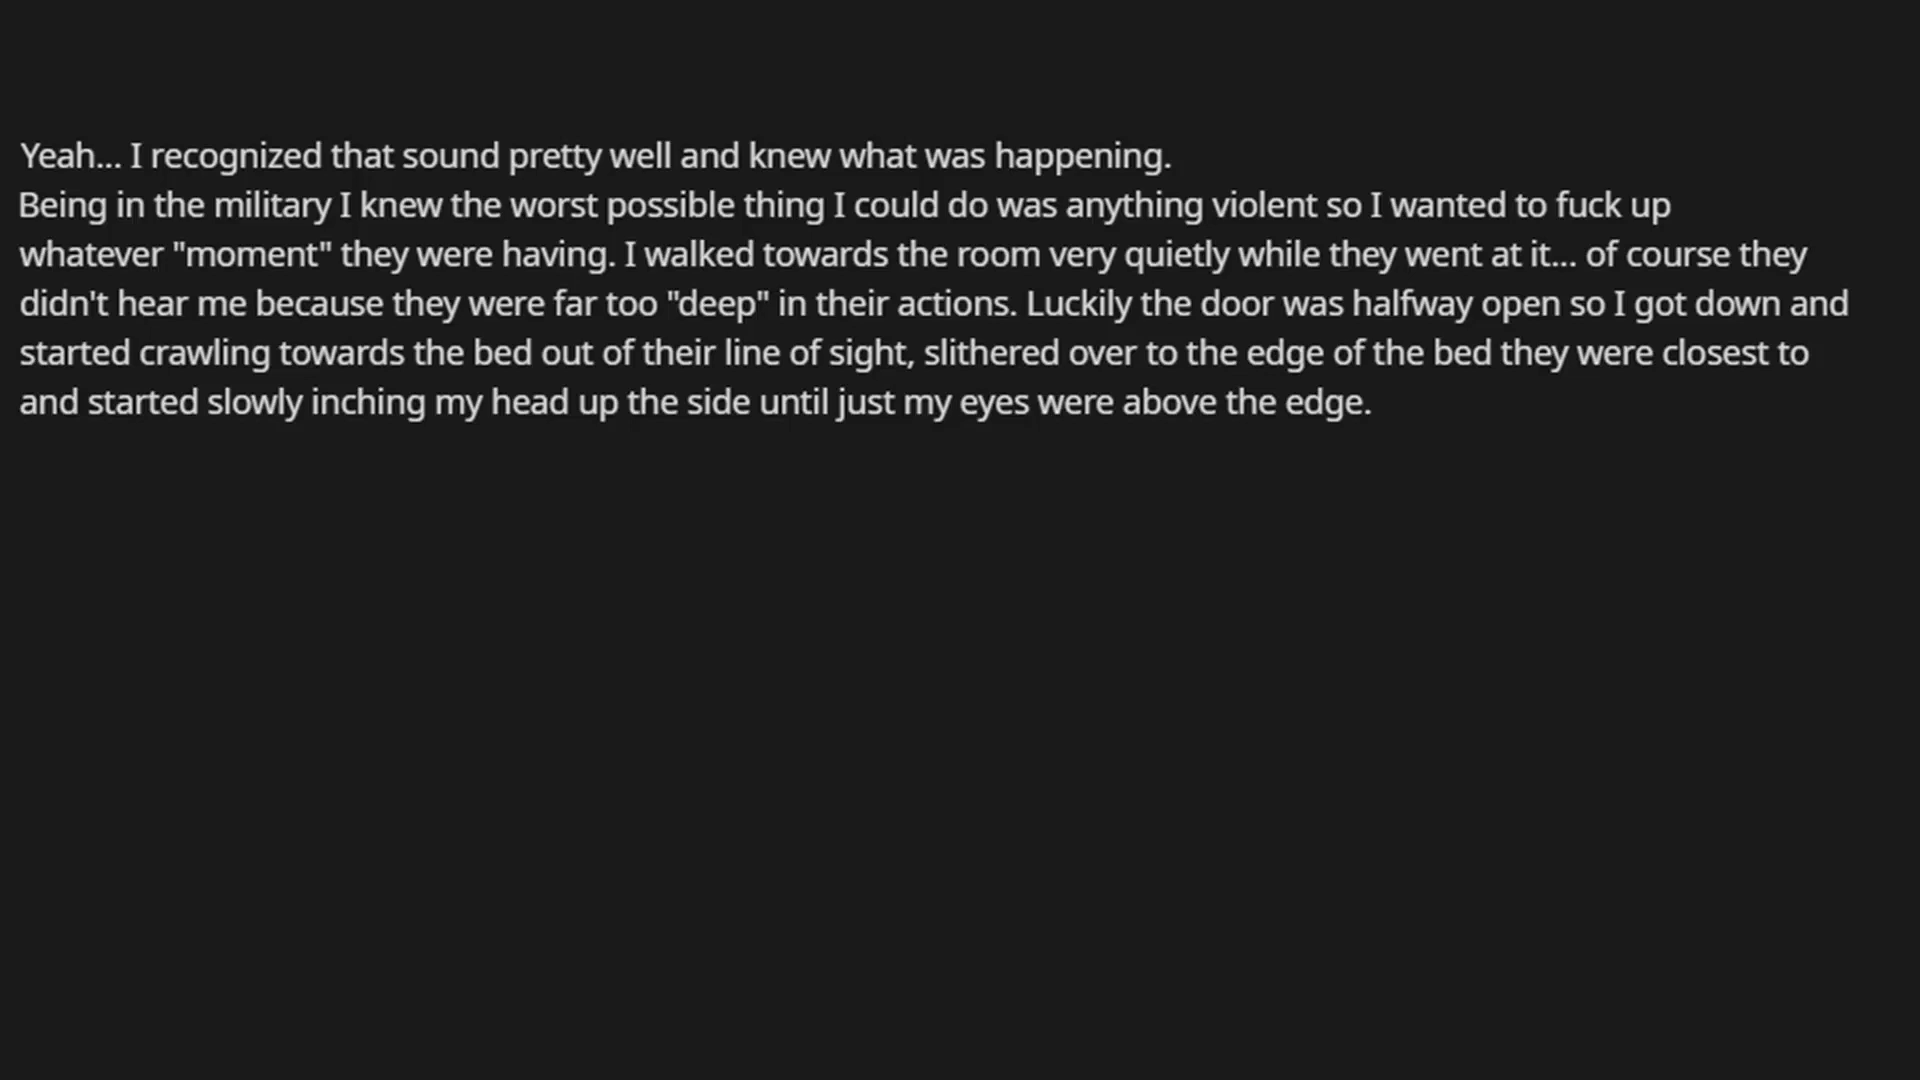 Yeah... I recognized that sound pretty well and knew what was happening.
Being in the military I knew the worst possible thing I could do was anything violent so I wanted to fuck up
whatever "moment" they were having. I walked towards the room very quietly while they went at it... of course they
didn't hear me because they were far too "deep" in their actions. Luckily the door was halfway open so I got down and
started crawling towards the bed out of their line of sight, slithered over to the edge of the bed they were closest to
and started slowly inching my head up the side until just my eyes were above the edge.